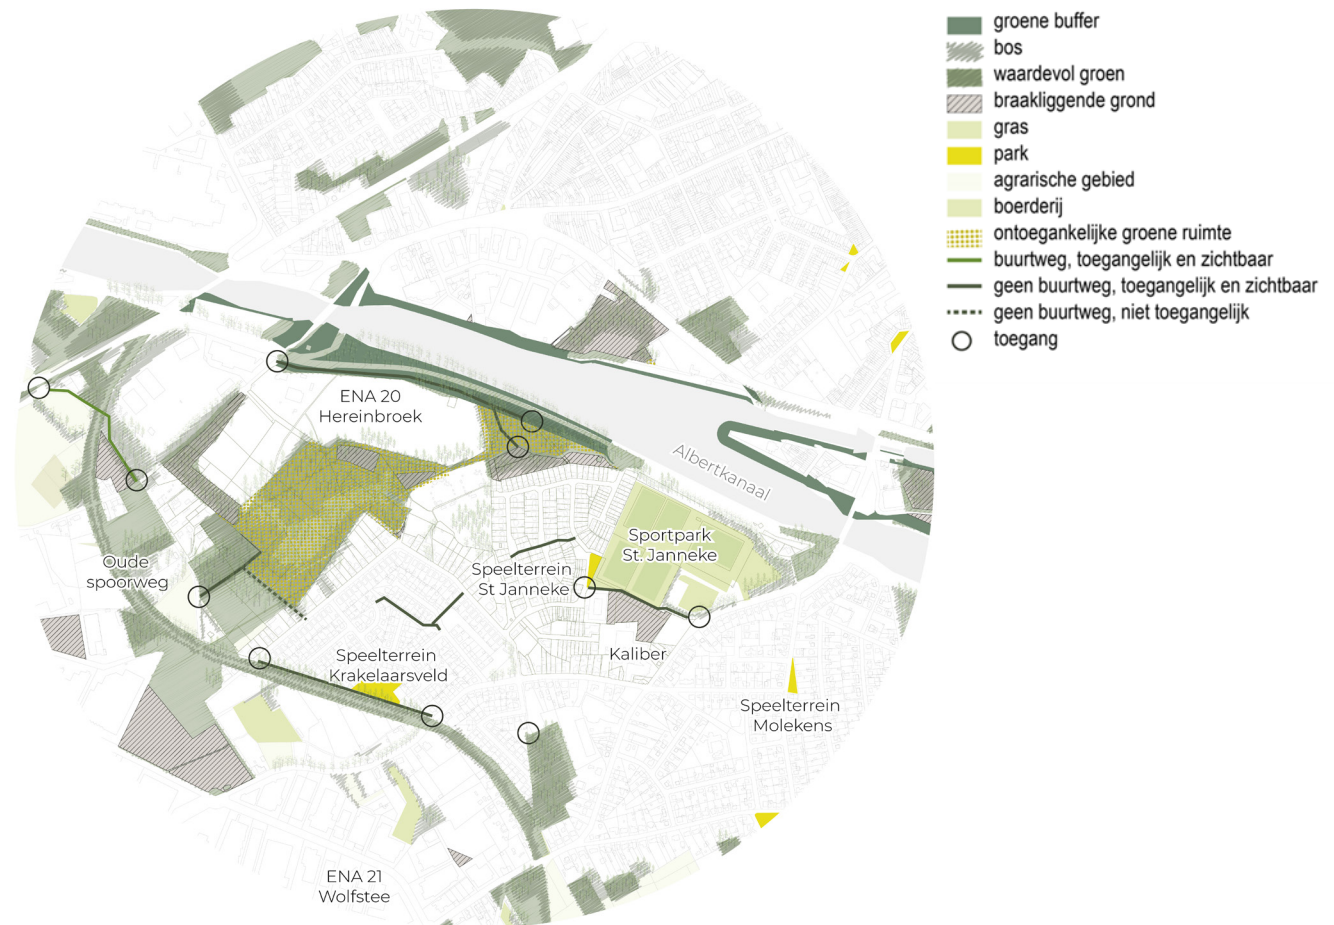 groene buffer
bos
waardevol groen
braakliggende grond
gras
park
agrarische gebied
boerderij
ontoegankelijke groene ruimte
buurtweg, toegangelijk en zichtbaar
geen buurtweg, toegangelijk en zichtbaar
geen buurtweg, niet toegangelijk
toegang
ENA 20
Hereinbroek
Albertkanaal
Sportpark
St. Janneke
Oude
spoorweg
Speelterrein
St Janneke
Speelterrein
Krakelaarsveld
Kaliber
Speelterrein
Molekens
ENA 21
Wolfstee